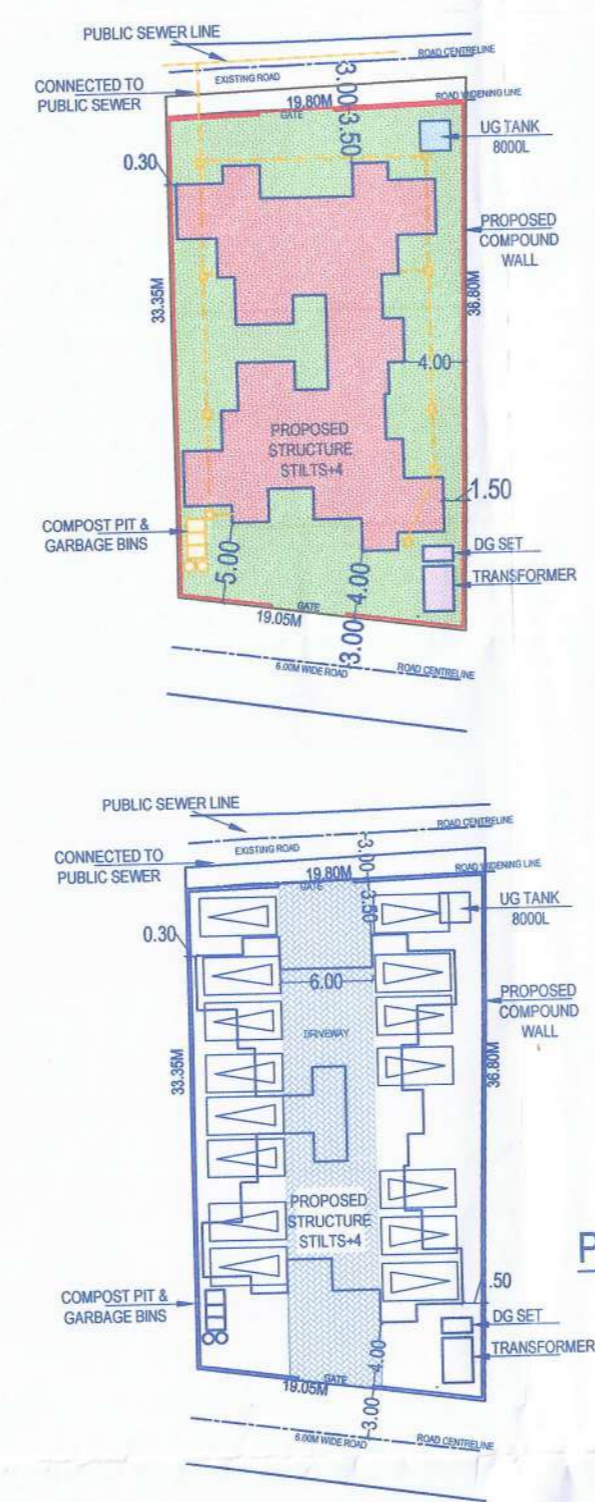 PUBLIC SEWER LINE
ROAD CENTRELINE
EXISTING ROAD
CONNECTED TO
PUBLIC SEWER
3.00
19.80M
ROAD WIDENING LINE
GATE
3.50
UG TANK
8000L
0.30
PROPOSED
COMPOUND
WALL
33.35M
36.80M
4.00
PROPOSED
STRUCTURE
STILTS+4
1.50
COMPOST PIT &
GARBAGE BINS
5.00
4.00
DG SET
TRANSFORMER
GATE
19.05M
3.00
6.00M WIDE ROAD
ROAD CENTRELINE
PUBLIC SEWER LINE
ROAD CENTRELINE
EXISTING ROAD
CONNECTED TO
PUBLIC SEWER
3.00
19.80M
ROAD WIDENING LINE
GATE
3.50
UG TANK
8000L
0.30
6.00
PROPOSED
COMPOUND
WALL
DRIVEWAY
33.35M
36.80M
PROPOSED
STRUCTURE
STILTS+4
P
.50
COMPOST PIT &
GARBAGE BINS
DG SET
4.00
TRANSFORMER
GATE
19.05M
3.00
6.00M WIDE ROAD
ROAD CENTRELINE